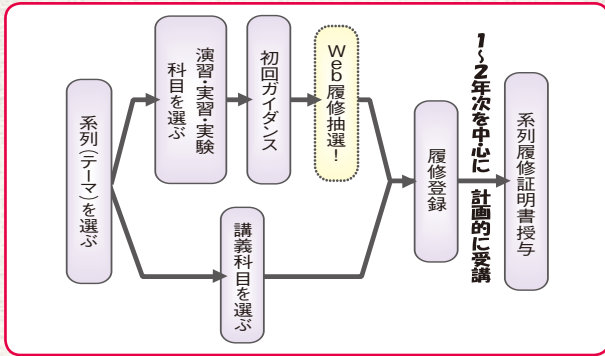 系列(テーマ)を選ぶ
演習・実習・実験
科目を選ぶ
初回ガイダンス
Web履修抽選!
講義科目を選ぶ
履修登録
1~2年次を中心に 計画的に受講
系列履修証明書授与